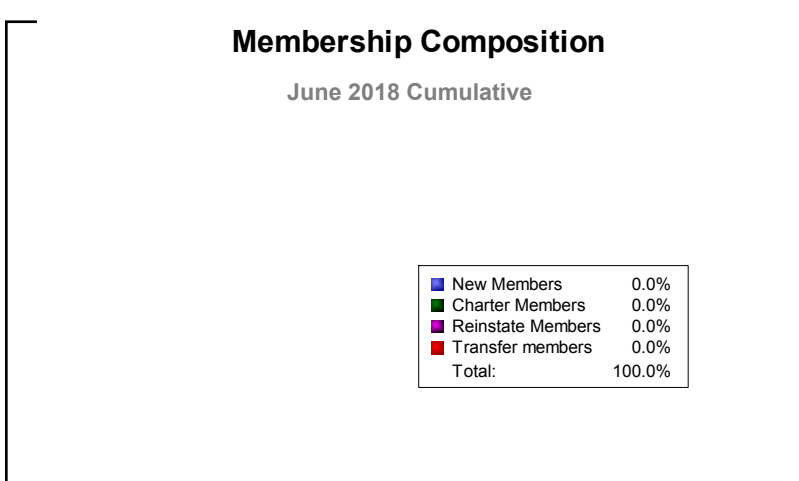 Membership Composition
June 2018 Cumulative
New Members 0.0%
Charter Members 0.0%
Reinstate Members 0.0%
Transfer members 0.0%
Total: 100.0%